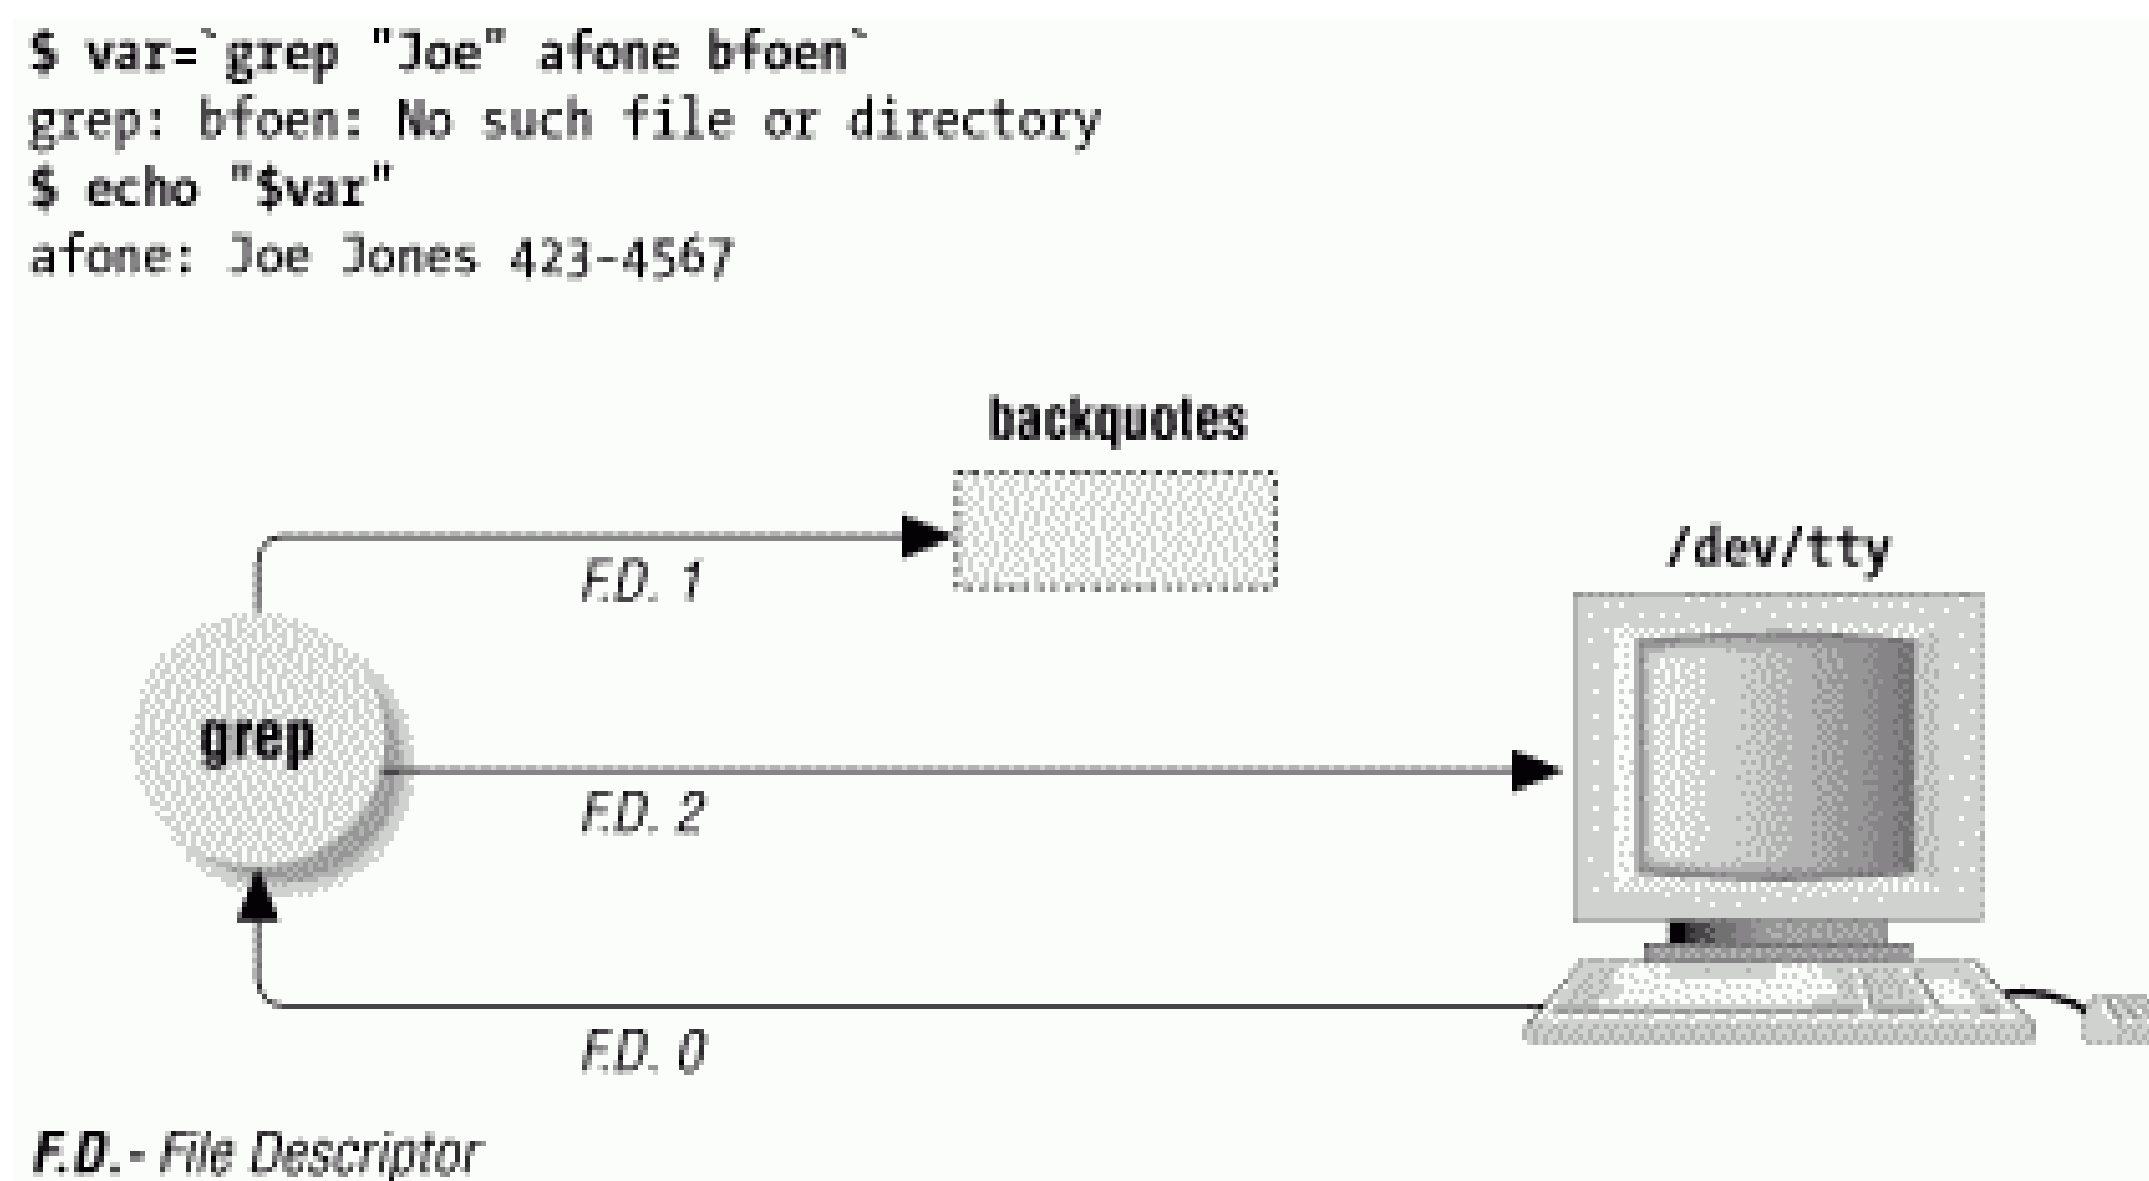 $ var=`grep "Joe" afone bfoen`
grep: bfoen: No such file or directory
$ echo "$var"
afone: Joe Jones 423-4567
backquotes
F.D. 1
/dev/tty
grep
F.D. 2
F.D. 0
F.D.- File Descriptor